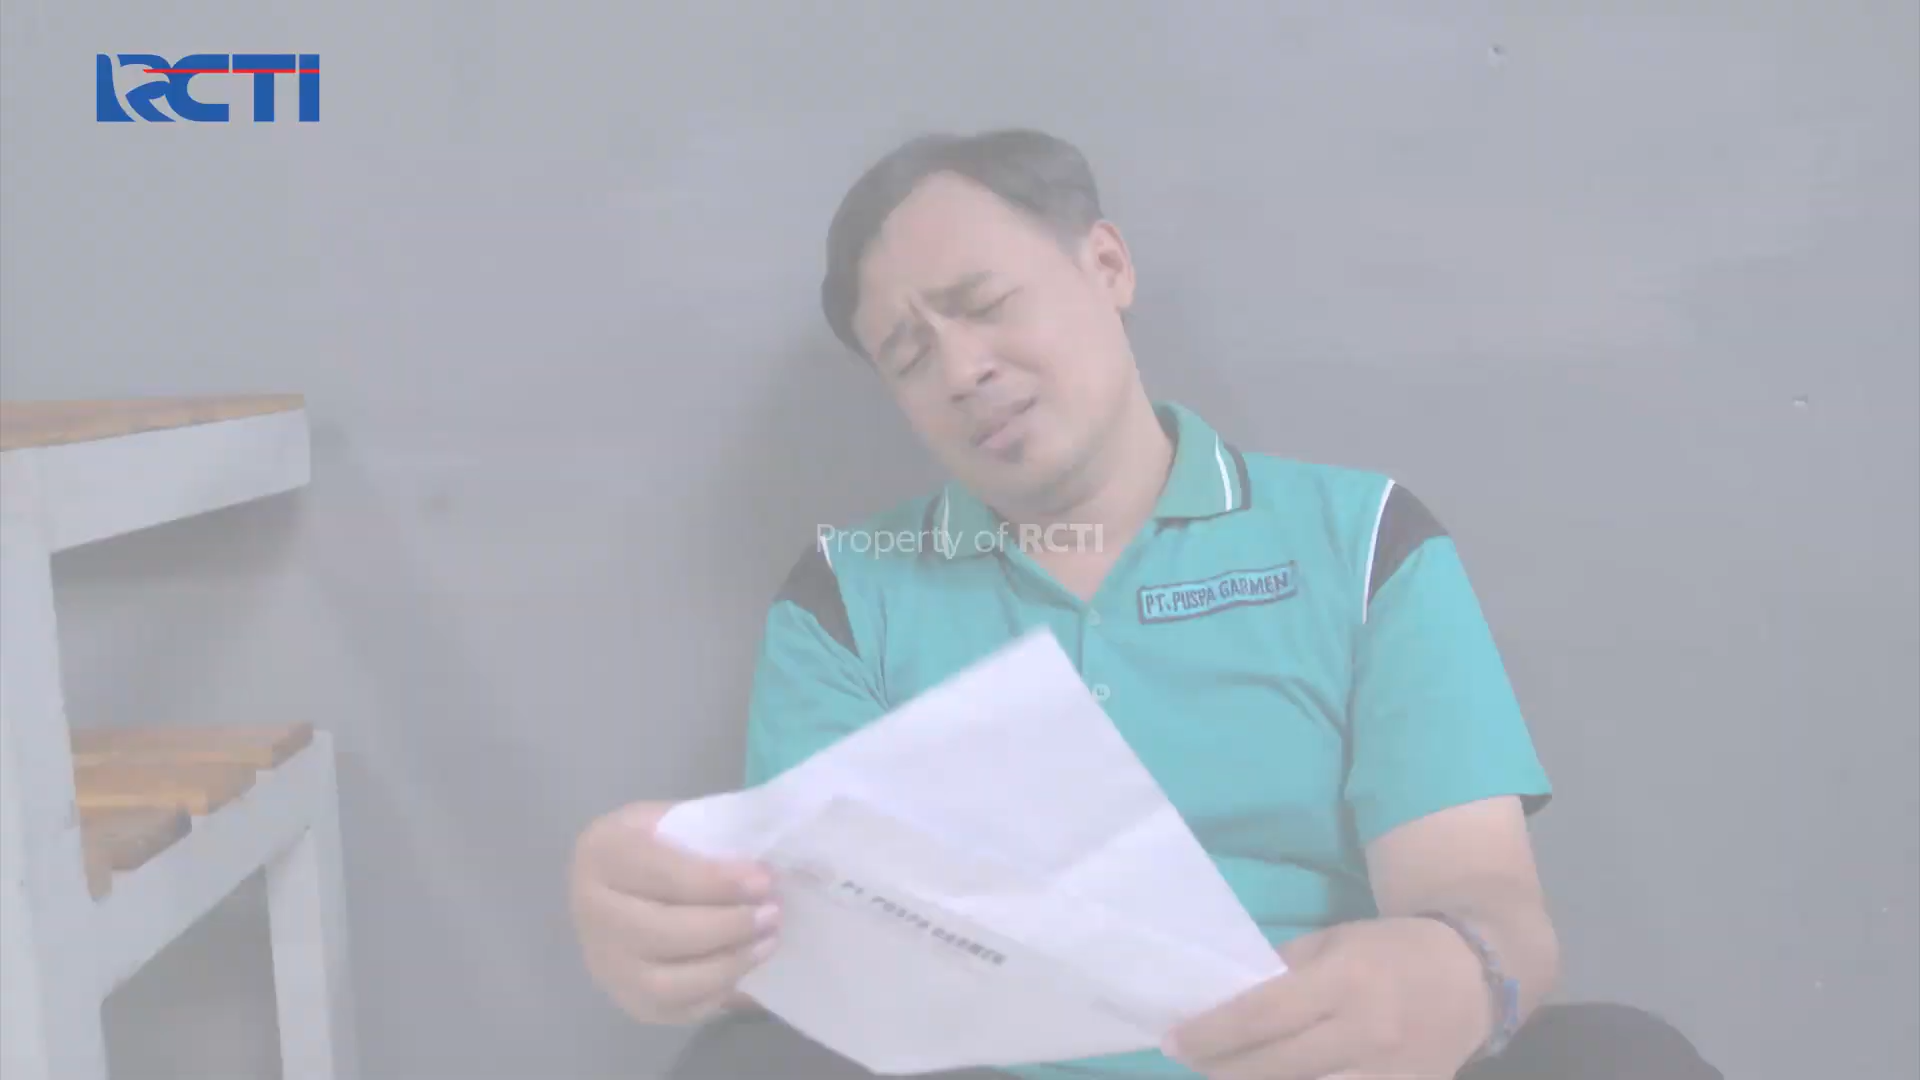 RCTI
Property of RCTI
PT. PUSPA GARMEN
PT. PUSPA GARMEN